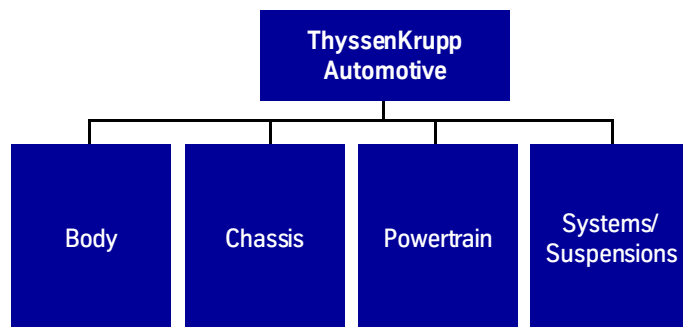 ThyssenKrupp
Automotive
Body
Chassis
Powertrain
Systems/
Suspensions